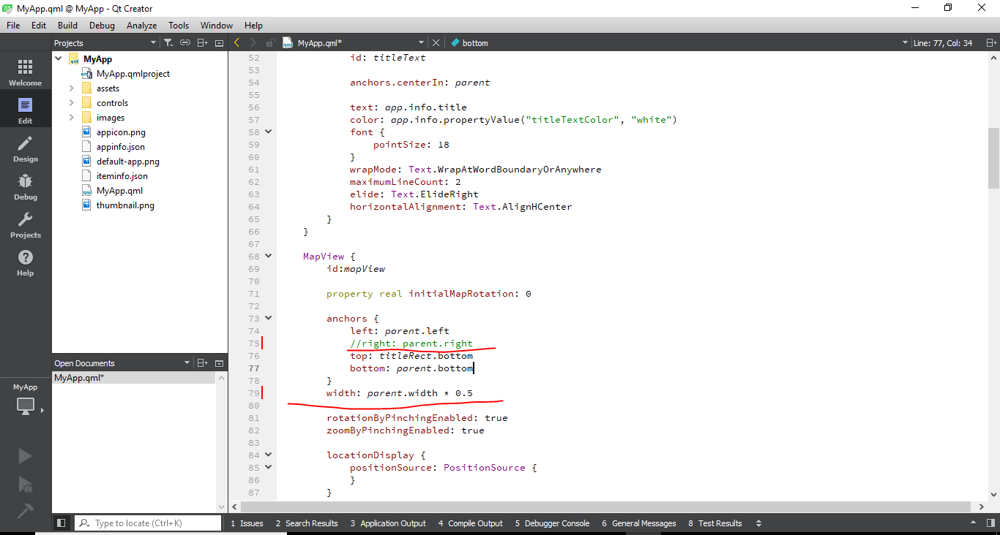 MyApp.qml @ MyApp - Qt Creator
File Edit Build Debug Analyze Tools Window Help
Projects
MyApp.qml*
bottom
Line: 77, Col: 34
Welcome
Edit
Design
Debug
Projects
Help
MyApp
MyApp
MyApp.qmlproject
assets
controls
images
appicon.png
appinfo.json
default-app.png
iteminfo.json
MyApp.qml
thumbnail.png
Open Documents
MyApp.qml*
52 id: titleText
53
54 anchors.centerIn: parent
55
56 text: app.info.title
57 color: app.info.propertyValue("titleTextColor", "white")
58 font {
59 pointSize: 18
60 }
61 wrapMode: Text.WrapAtWordBoundaryOrAnywhere
62 maximumLineCount: 2
63 elide: Text.ElideRight
64 horizontalAlignment: Text.AlignHCenter
65 }
66 }
67
68 MapView {
69 id:mapView
70
71 property real initialMapRotation: 0
72
73 anchors {
74 left: parent.left
75 //right: parent.right
76 top: titleRect.bottom
77 bottom: parent.bottom
78 }
79 width: parent.width * 0.5
80
81 rotationByPinchingEnabled: true
82 zoomByPinchingEnabled: true
83
84 locationDisplay {
85 positionSource: PositionSource {
86 }
87 }
Type to locate (Ctrl+K)
1 Issues 2 Search Results 3 Application Output 4 Compile Output 5 Debugger Console 6 General Messages 8 Test Results